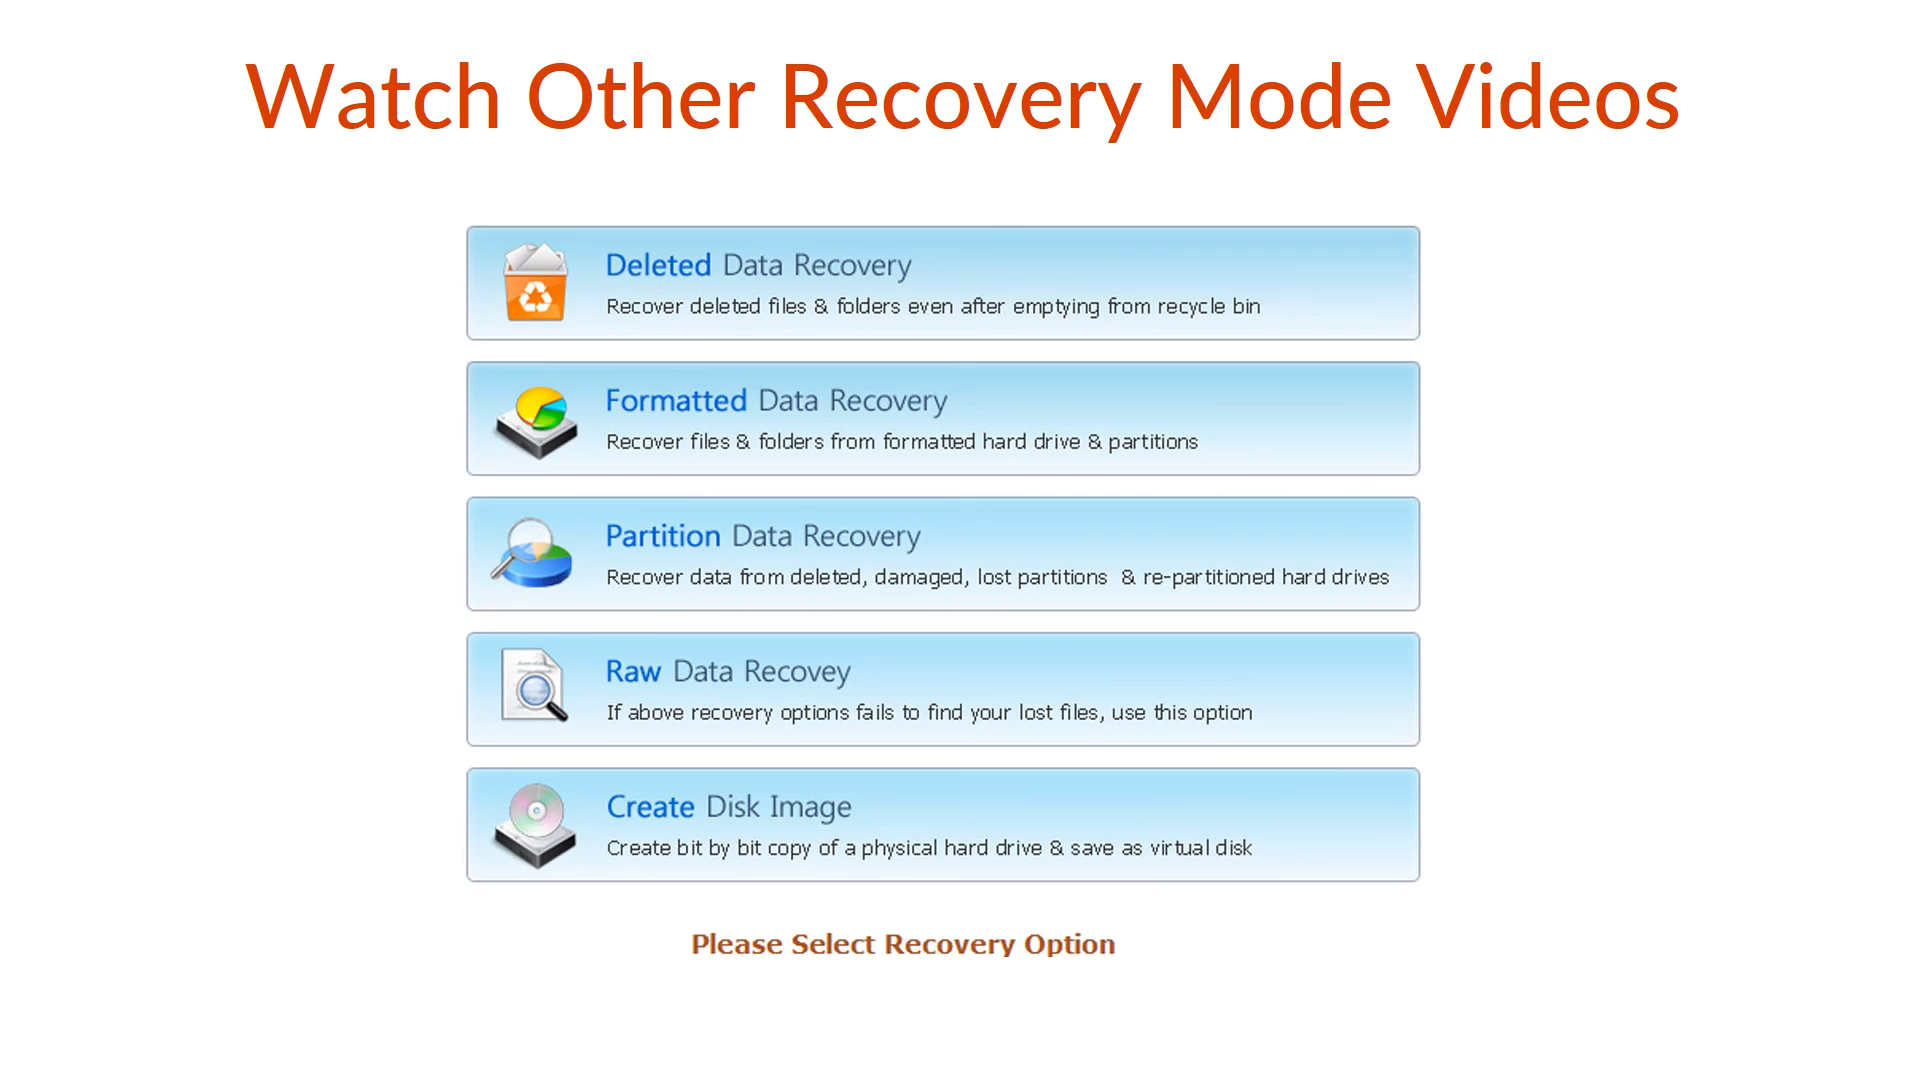 Watch Other Recovery Mode Videos
Deleted Data Recovery
Recover deleted files & folders even after emptying from recycle bin
Formatted Data Recovery
Recover files & folders from formatted hard drive & partitions
Partition Data Recovery
Recover data from deleted, damaged, lost partitions & re-partitioned hard drives
Raw Data Recovey
If above recovery options fails to find your lost files, use this option
Create Disk Image
Create bit by bit copy of a physical hard drive & save as virtual disk
Please Select Recovery Option